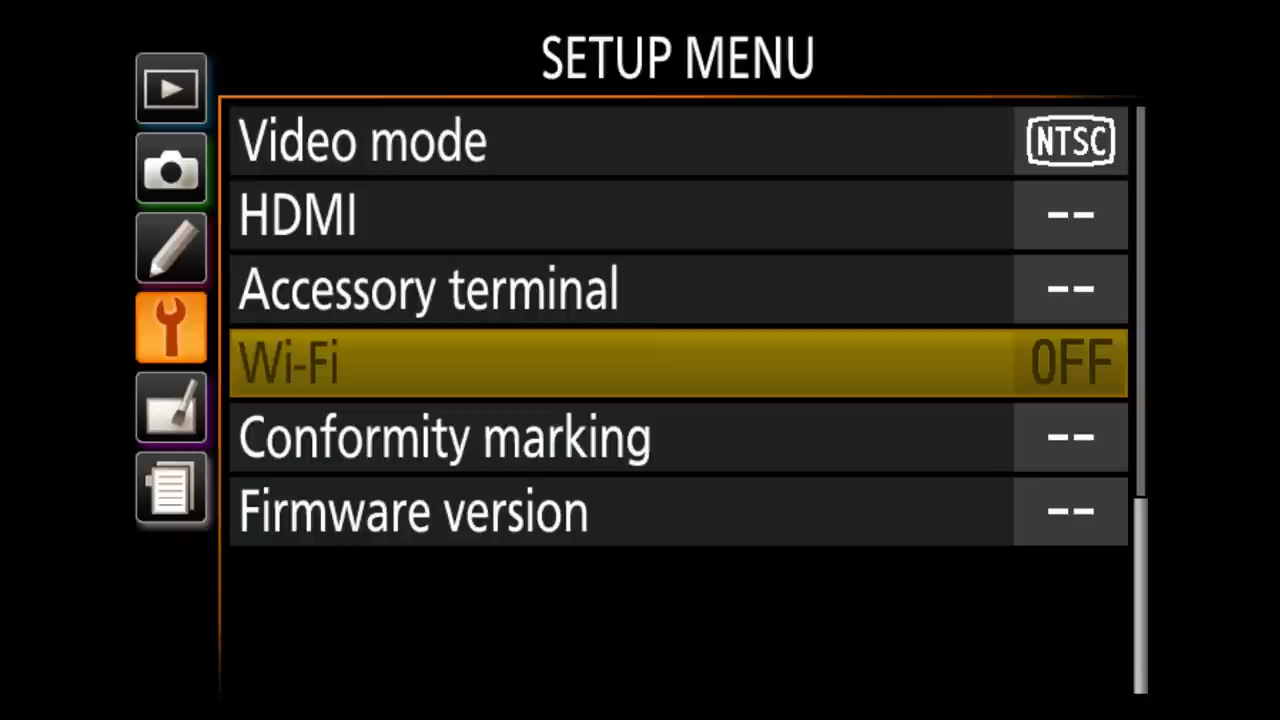 SETUP MENU
Video mode NTSC
HDMI --
Accessory terminal --
Wi-Fi OFF
Conformity marking --
Firmware version --